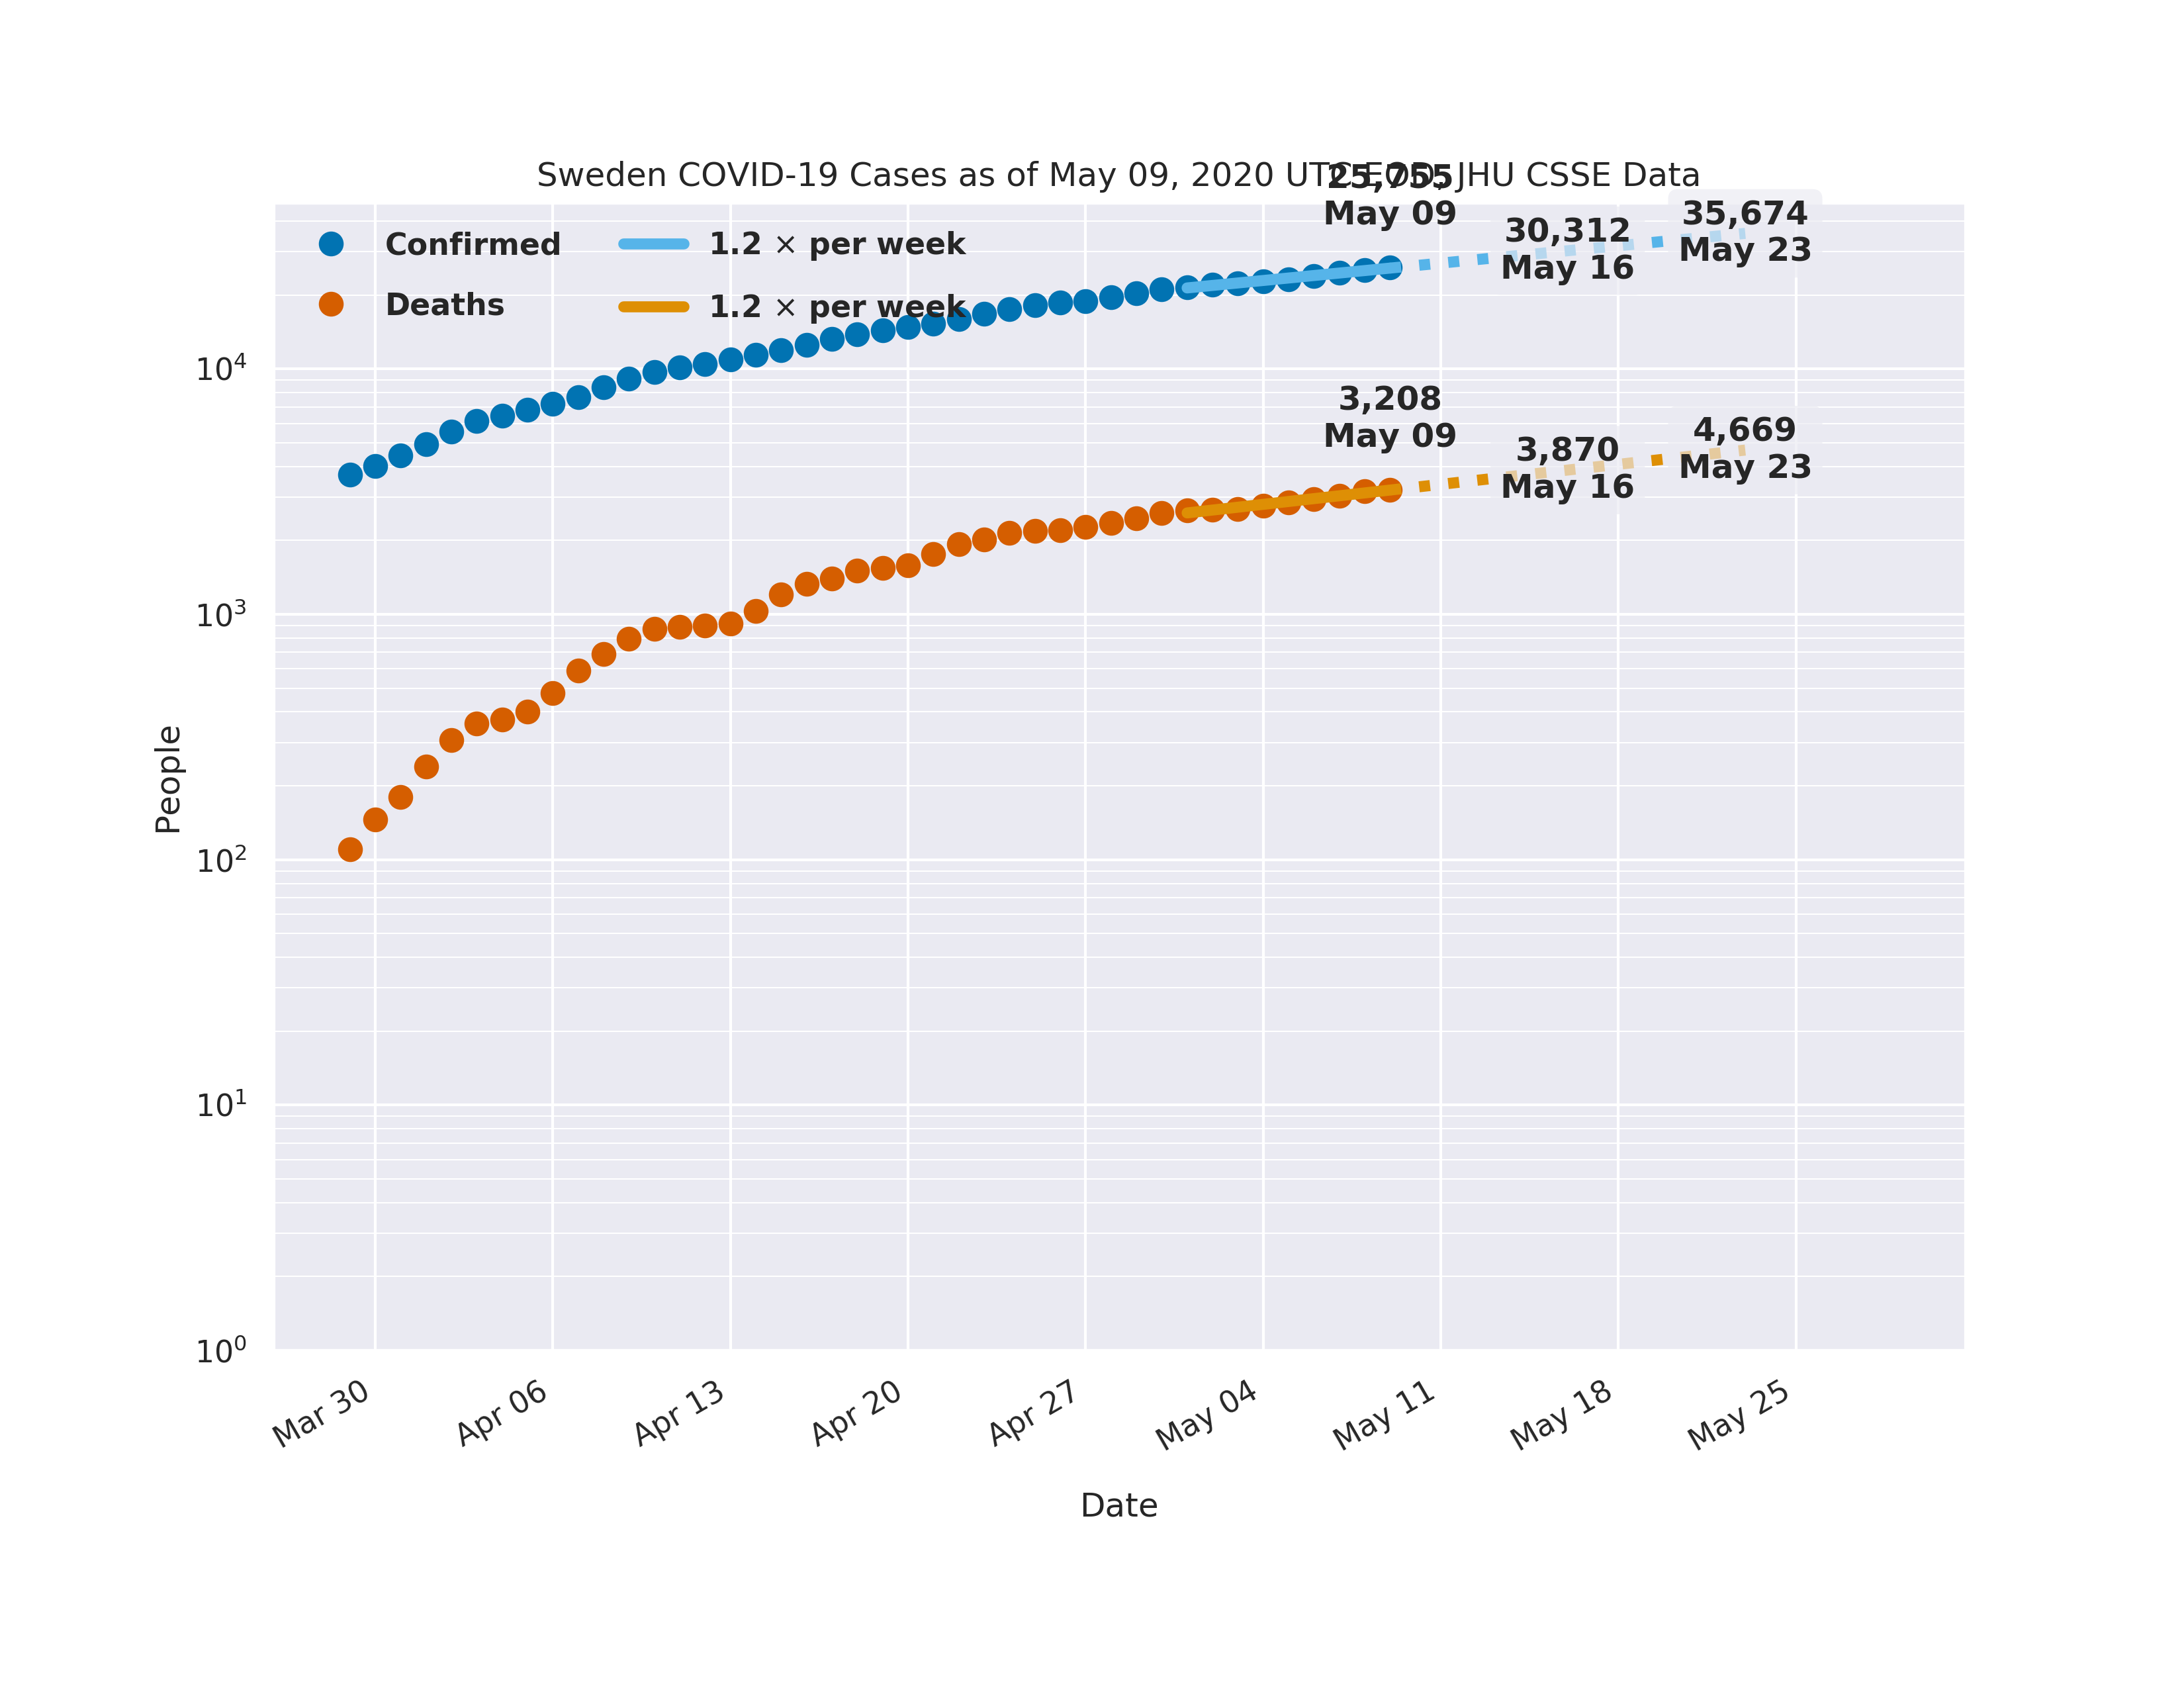 Sweden COVID-19 Cases as of May 09, 2020 UTC EOD, JHU CSSE Data
25,755
May 09
30,312
May 16
35,674
May 23
Confirmed
1.2 × per week
Deaths
1.2 × per week
3,208
May 09
3,870
May 16
4,669
May 23
People
10⁴
10³
10²
10¹
10⁰
Mar 30
Apr 06
Apr 13
Apr 20
Apr 27
May 04
May 11
May 18
May 25
Date